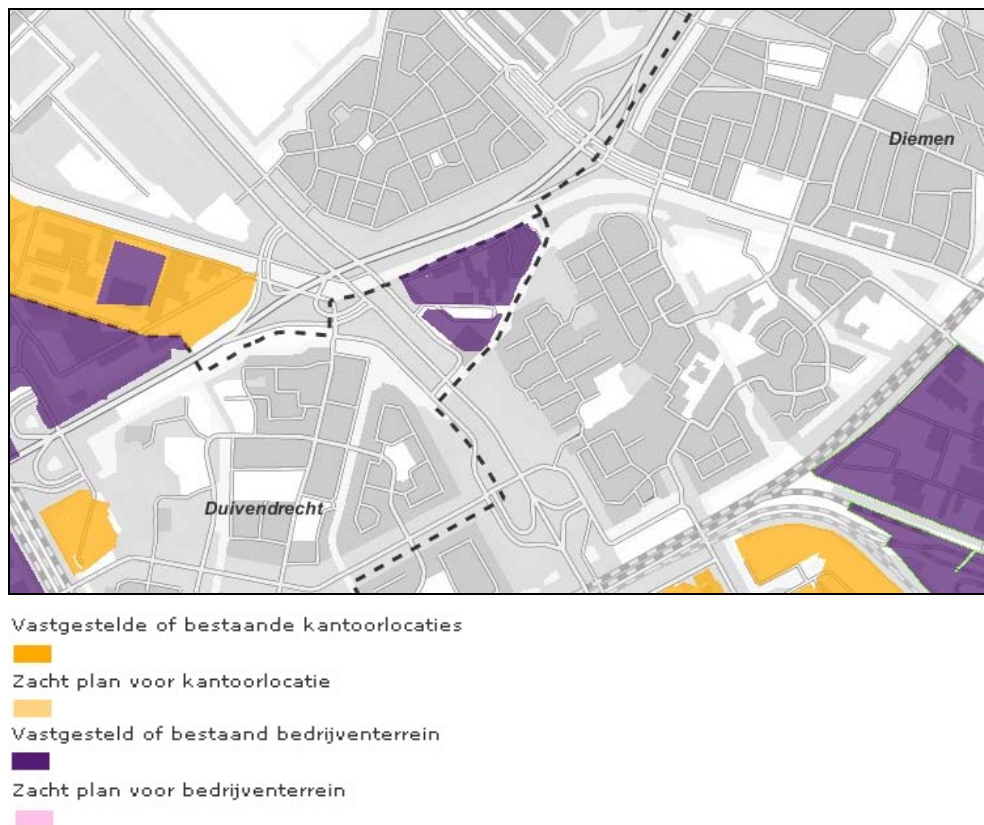 Diemen
Duivendrecht
Vastgestelde of bestaande kantoorlocaties
Zacht plan voor kantoorlocatie
Vastgesteld of bestaand bedrijventerrein
Zacht plan voor bedrijventerrein